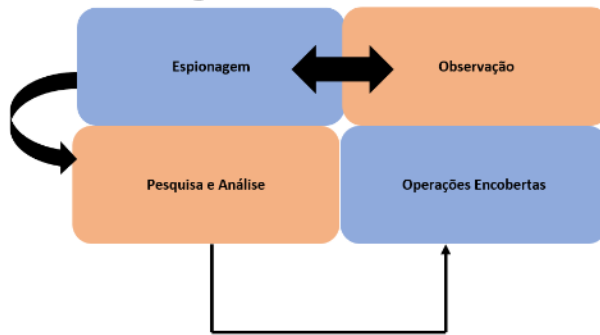 Espionagem
Observação
Pesquisa e Análise
Operações Encobertas